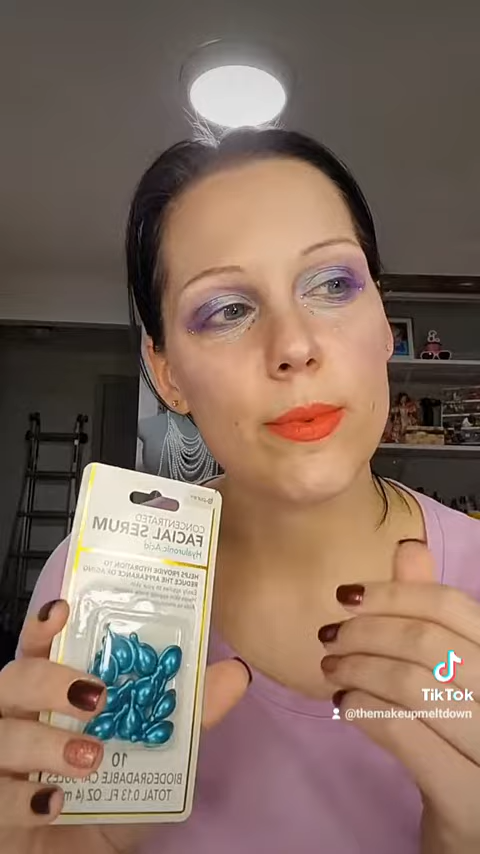 CONCENTRATED
FACIAL SERUM
Hyaluronic Acid
HELPS PROVIDE HYDRATION TO
REDUCE THE APPEARANCE OF AGING
10
BIODEGRADABLE CAPSULES
TOTAL 0.13 FL. OZ. (4 m
TikTok
@themakeupmeltdown